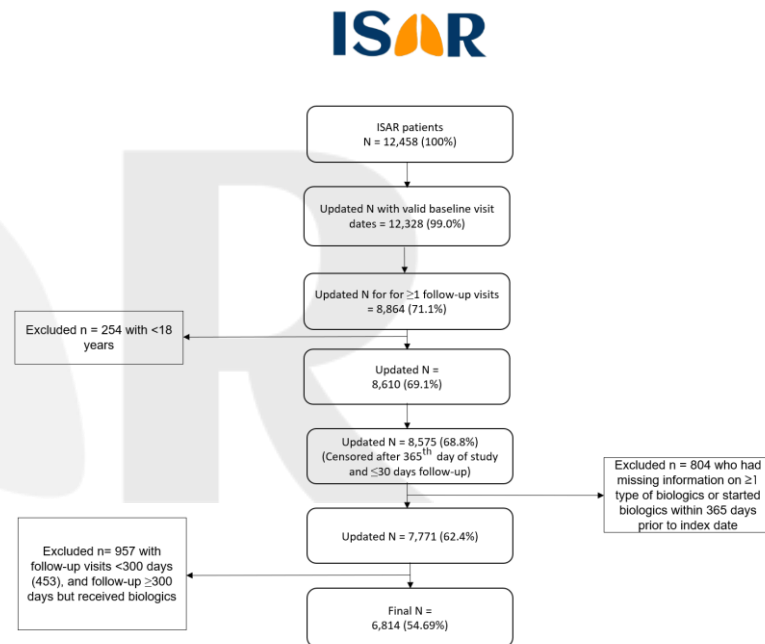 ISAR
ISAR patients
N = 12,458 (100%)
Updated N with valid baseline visit
dates = 12,328 (99.0%)
Updated N for for ≥1 follow-up visits
= 8,864 (71.1%)
Excluded n = 254 with <18
years
Updated N =
8,610 (69.1%)
Updated N = 8,575 (68.8%)
(Censored after 365th day of study
and ≤30 days follow-up)
Excluded n = 804 who had
missing information on ≥1
type of biologics or started
biologics within 365 days
prior to index date
Updated N = 7,771 (62.4%)
Excluded n= 957 with
follow-up visits <300 days
(453), and follow-up ≥300
days but received biologics
Final N =
6,814 (54.69%)